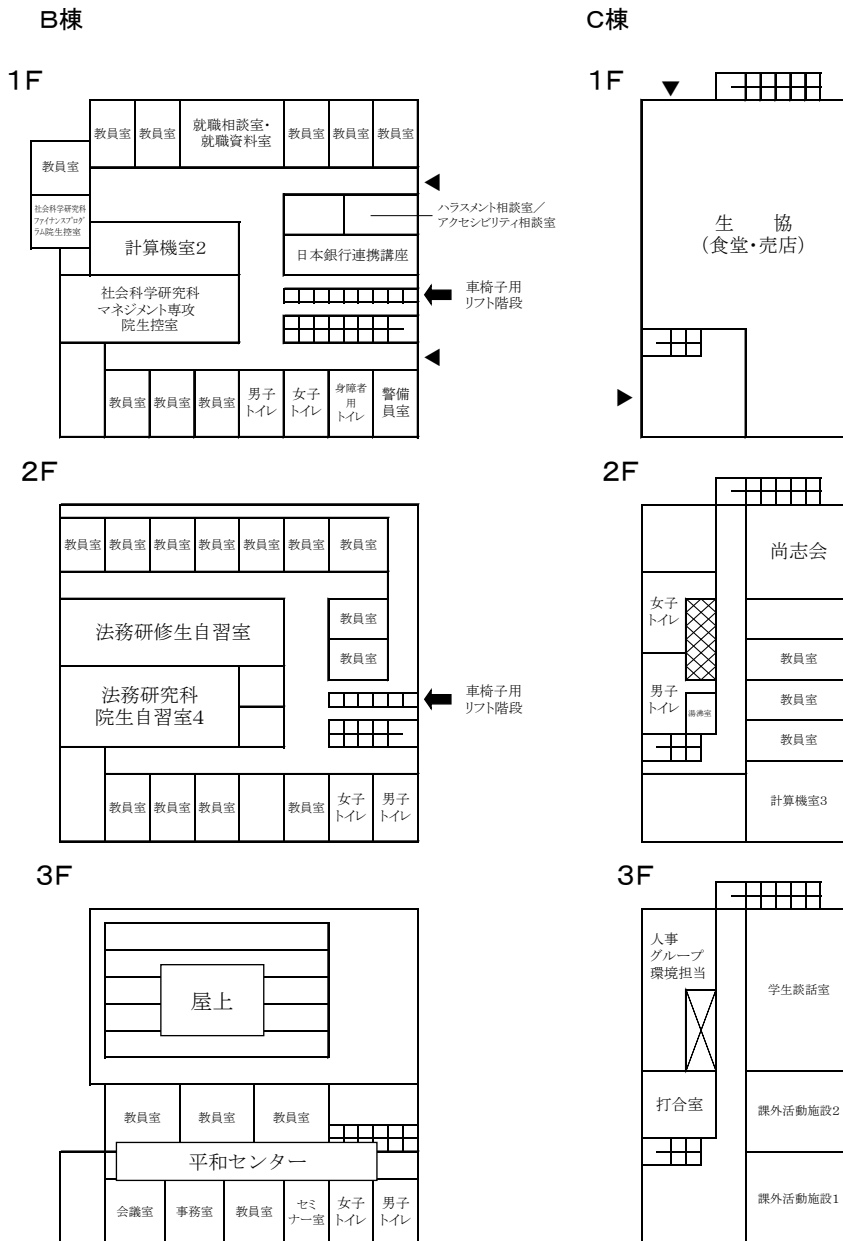 B棟
C棟
1F
教員室
教員室
就職相談室・
就職資料室
教員室
教員室
教員室
教員室
社会科学研究科
ファイナンスプログ
ラム院生控室
計算機室2
ハラスメント相談室/
アクセシビリティ相談室
日本銀行連携講座
社会科学研究科
マネジメント専攻
院生控室
車椅子用
リフト階段
教員室
教員室
教員室
男子
トイレ
女子
トイレ
身障者
用
トイレ
警備
員室
1F
生 協
(食堂・売店)
2F
教員室
教員室
教員室
教員室
教員室
教員室
教員室
法務研修生自習室
教員室
教員室
法務研究科
院生自習室4
車椅子用
リフト階段
教員室
教員室
教員室
教員室
女子
トイレ
男子
トイレ
2F
尚志会
女子
トイレ
教員室
男子
トイレ
湯沸室
教員室
教員室
計算機室3
3F
屋上
教員室
教員室
教員室
平和センター
会議室
事務室
教員室
セミ
ナー室
女子
トイレ
男子
トイレ
3F
人事
グループ
環境担当
学生談話室
打合室
課外活動施設2
課外活動施設1